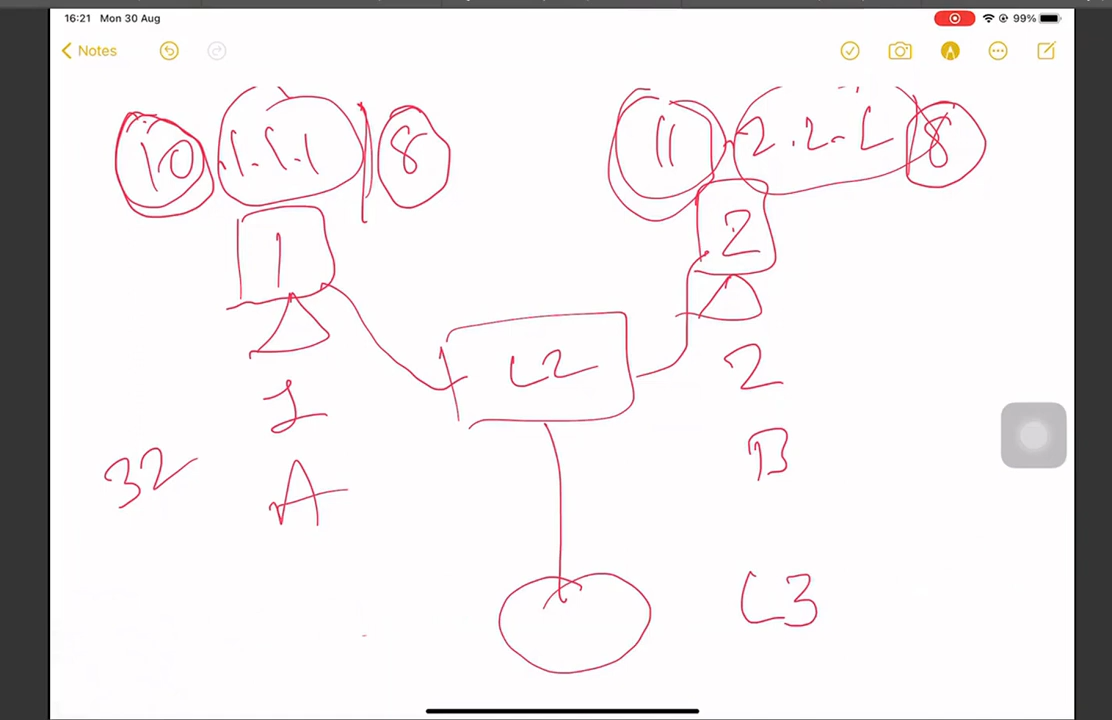 16:21 Mon 30 Aug 99%
Notes
10 .1.1.1 8 11 .2.2.2 8
1 2
L2
1 2
A B
32
L3